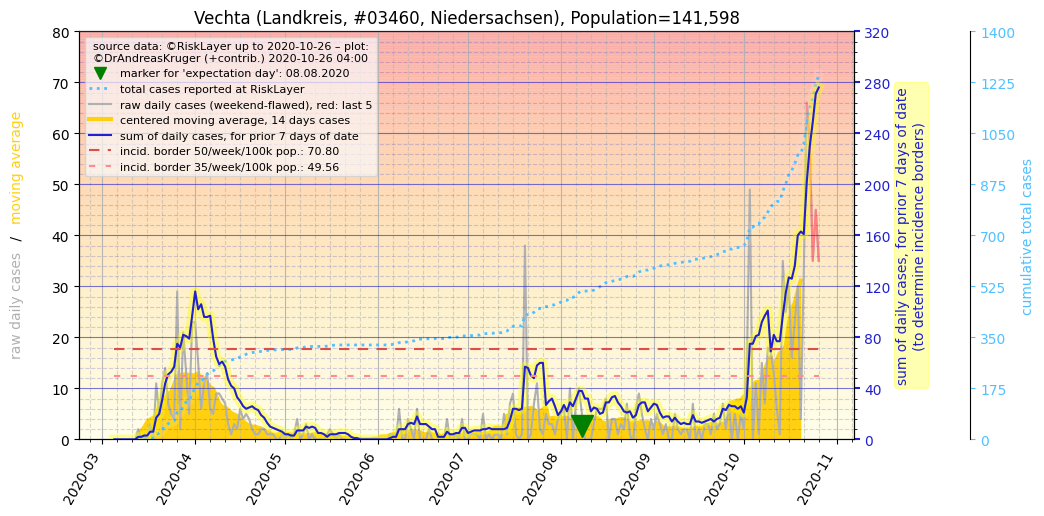 Vechta (Landkreis, #03460, Niedersachsen), Population=141,598
source data: ©RiskLayer up to 2020-10-26 – plot:
©DrAndreasKruger (+contrib.) 2020-10-26 04:00
marker for 'expectation day': 08.08.2020
total cases reported at RiskLayer
raw daily cases (weekend-flawed), red: last 5
centered moving average, 14 days cases
sum of daily cases, for prior 7 days of date
incid. border 50/week/100k pop.: 70.80
incid. border 35/week/100k pop.: 49.56
raw daily cases / moving average
80
70
60
50
40
30
20
10
0
320
280
240
200
160
120
80
40
0
sum of daily cases, for prior 7 days of date
(to determine incidence borders)
1400
1225
1050
875
700
525
350
175
0
cumulative total cases
2020-03
2020-04
2020-05
2020-06
2020-07
2020-08
2020-09
2020-10
2020-11